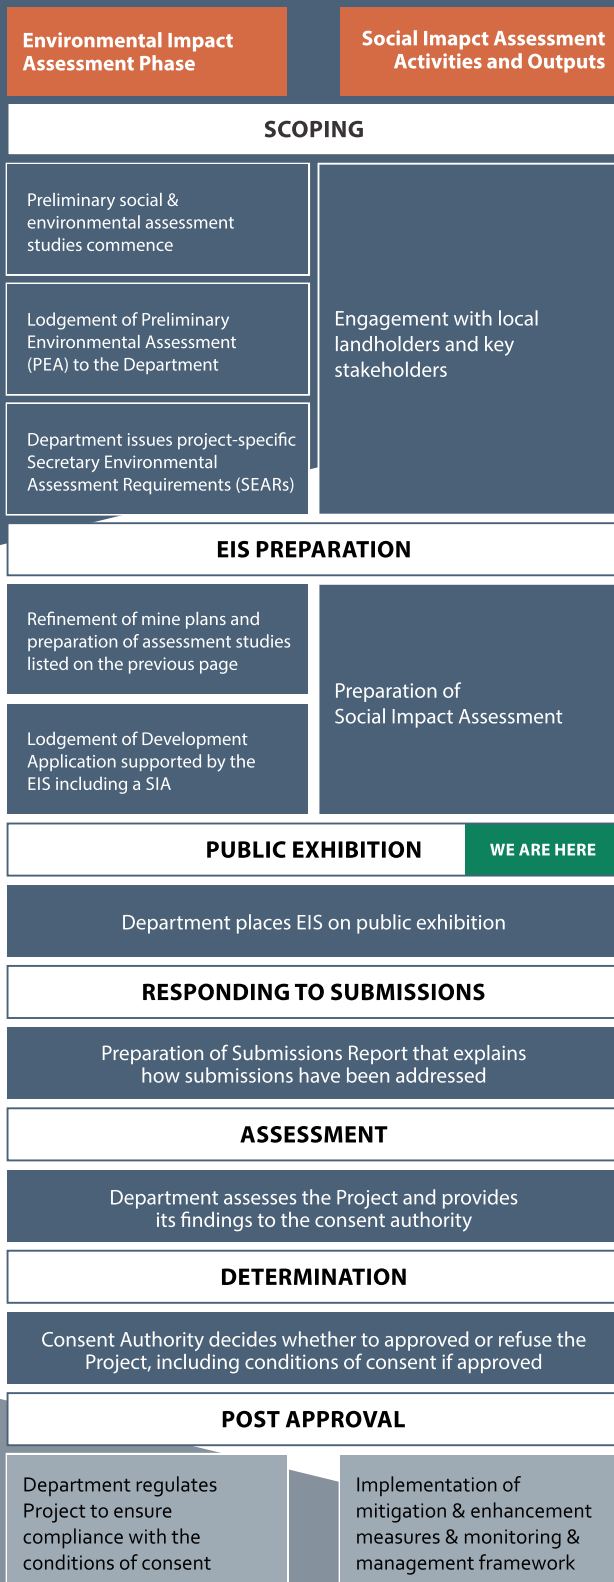 Environmental Impact
Assessment Phase
Social Imapct Assessment
Activities and Outputs
SCOPING
Preliminary social &
environmental assessment
studies commence
Lodgement of Preliminary
Environmental Assessment
(PEA) to the Department
Department issues project-specific
Secretary Environmental
Assessment Requirements (SEARs)
Engagement with local
landholders and key
stakeholders
EIS PREPARATION
Refinement of mine plans and
preparation of assessment studies
listed on the previous page
Lodgement of Development
Application supported by the
EIS including a SIA
Preparation of
Social Impact Assessment
PUBLIC EXHIBITION
WE ARE HERE
Department places EIS on public exhibition
RESPONDING TO SUBMISSIONS
Preparation of Submissions Report that explains
how submissions have been addressed
ASSESSMENT
Department assesses the Project and provides
its findings to the consent authority
DETERMINATION
Consent Authority decides whether to approved or refuse the
Project, including conditions of consent if approved
POST APPROVAL
Department regulates
Project to ensure
compliance with the
conditions of consent
Implementation of
mitigation & enhancement
measures & monitoring &
management framework